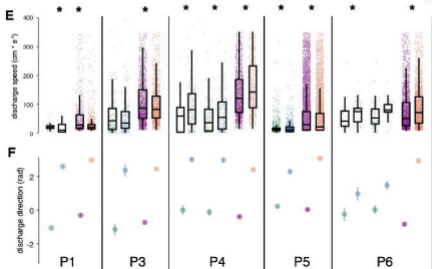 E
* * * * * * * * * *
discharge speed (cm * s⁻¹)
400
300
200
100
0
F
discharge direction (rad)
2
0
-2
P1 P3 P4 P5 P6